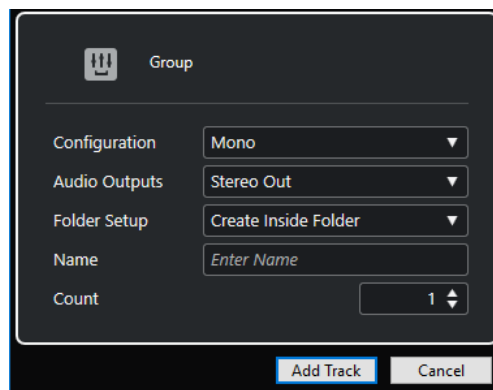 Group
Configuration Mono
Audio Outputs Stereo Out
Folder Setup Create Inside Folder
Name Enter Name
Count 1
Add Track Cancel